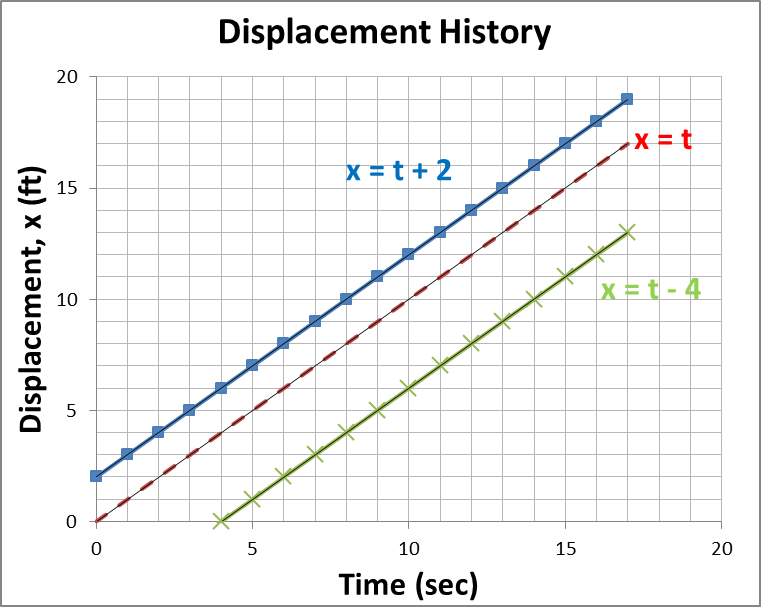 Displacement History
20
15
10
5
0
Displacement, x (ft)
x = t + 2
x = t
x = t - 4
0 5 10 15 20
Time (sec)